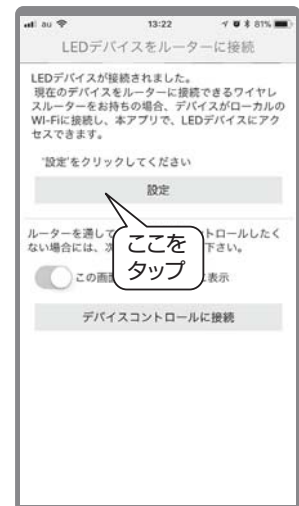 au 13:22 81%
LEDデバイスをルーターに接続
LEDデバイスが接続されました。
現在のデバイスをルーターに接続できるワイヤレ
スルーターをお持ちの場合、デバイスがローカルの
WI-Fiに接続し、本アプリで、LEDデバイスにアク
セスできます。
'設定'をクリックしてください
設定
ルーターを通して トロールしたく
ない場合には、次 下さい。
ここを
タップ
この画面 表示
デバイスコントロールに接続